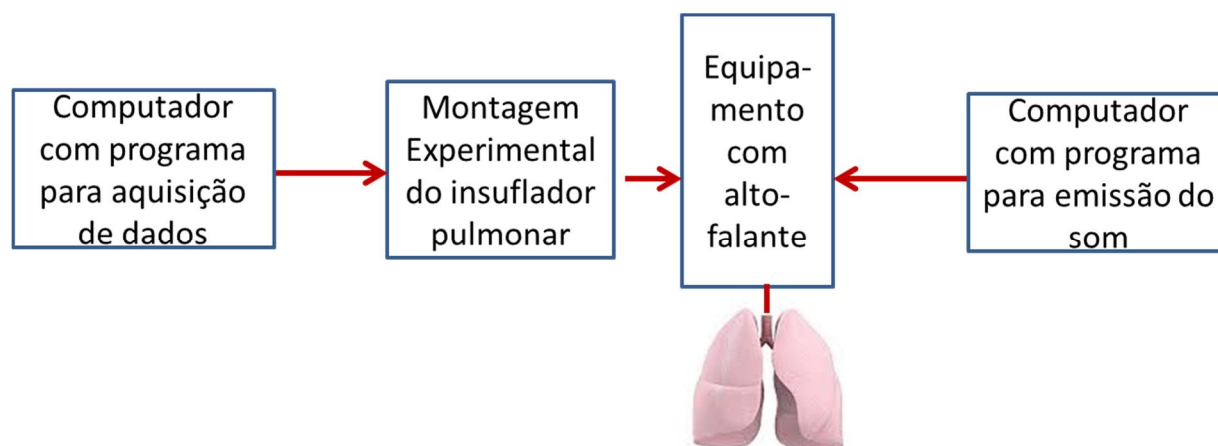 Computador
com programa
para aquisição
de dados
Montagem
Experimental
do insuflador
pulmonar
Equipa-
mento
com
alto-
falante
Computador
com programa
para emissão do
som